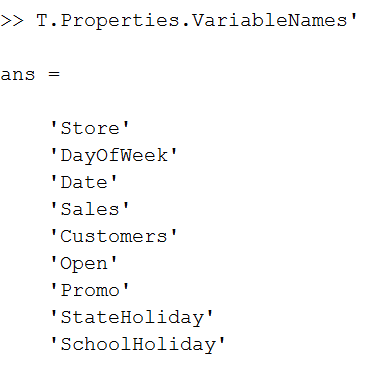 >> T.Properties.VariableNames'
ans =
'Store'
'DayOfWeek'
'Date'
'Sales'
'Customers'
'Open'
'Promo'
'StateHoliday'
'SchoolHoliday'